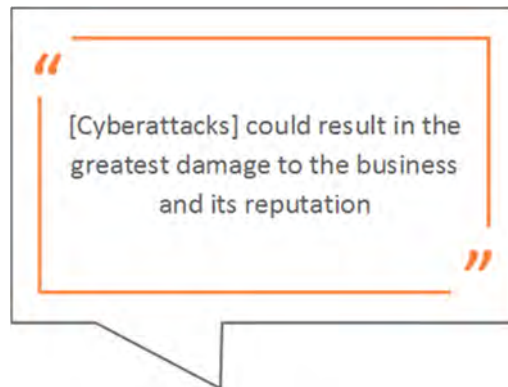 “
[Cyberattacks] could result in the
greatest damage to the business
and its reputation
”